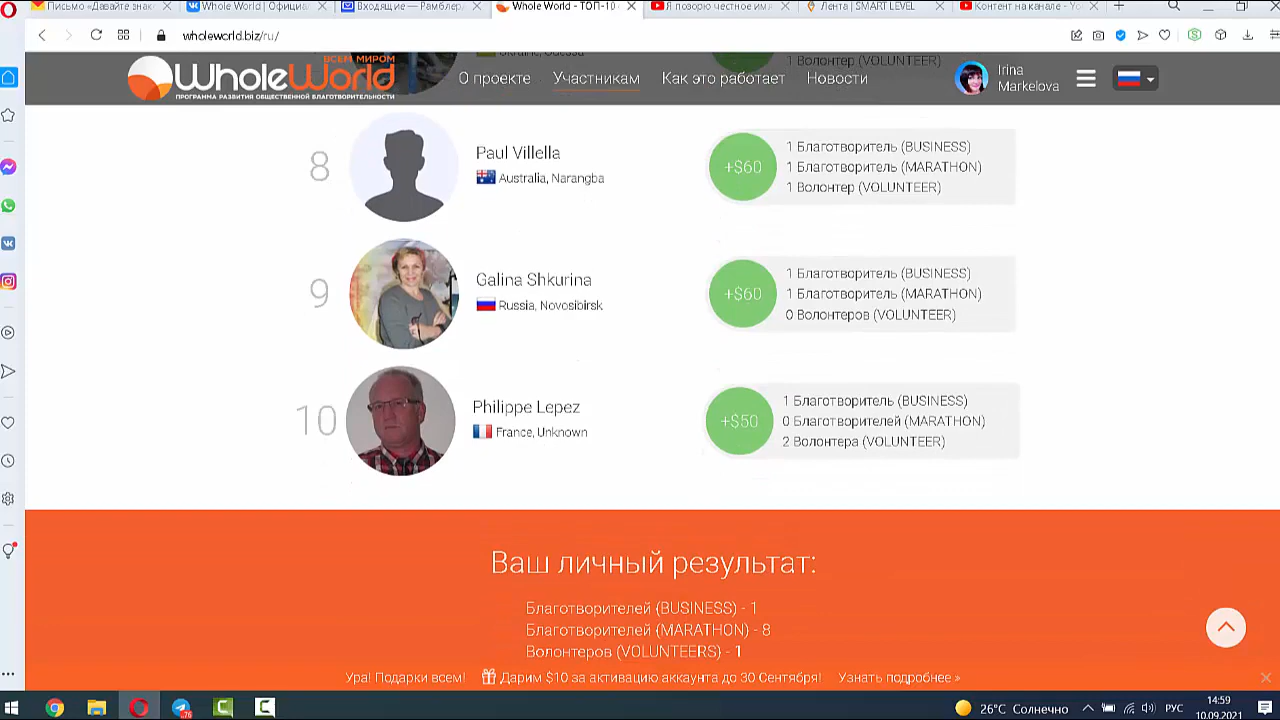 Письмо «Давайте знак
Whole World | Официал
Входящие — Рамблер
Whole World - ТОП-10
Я позорю честное им
Лента | SMART LEVEL
Контент на канале - Yo
wholeworld.biz/ru/
Ukraine, Odessa
1 Волонтер (VOLUNTEER)
ВСЕМ МИРОМ
WholeWorld
ПРОГРАММА РАЗВИТИЯ ОБЩЕСТВЕННОЙ БЛАГОТВОРИТЕЛЬНОСТИ
О проекте
Участникам
Как это работает
Новости
Irina
Markelova
8
Paul Villella
Australia, Narangba
+$60
1 Благотворитель (BUSINESS)
1 Благотворитель (MARATHON)
1 Волонтер (VOLUNTEER)
9
Galina Shkurina
Russia, Novosibirsk
+$60
1 Благотворитель (BUSINESS)
1 Благотворитель (MARATHON)
0 Волонтеров (VOLUNTEER)
10
Philippe Lepez
France, Unknown
+$50
1 Благотворитель (BUSINESS)
0 Благотворителей (MARATHON)
2 Волонтера (VOLUNTEER)
Ваш личный результат:
Благотворителей (BUSINESS) - 1
Благотворителей (MARATHON) - 8
Волонтеров (VOLUNTEERS) - 1
Ура! Подарки всем!
Дарим $10 за активацию аккаунта до 30 Сентября!
Узнать подробнее »
76
26°C Солнечно
РУС
14:59
10.09.2021